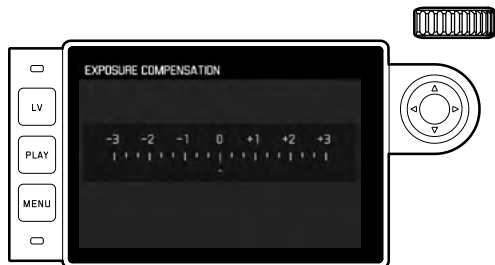 EXPOSURE COMPENSATION
LV
PLAY
MENU
-3 -2 -1 0 +1 +2 +3